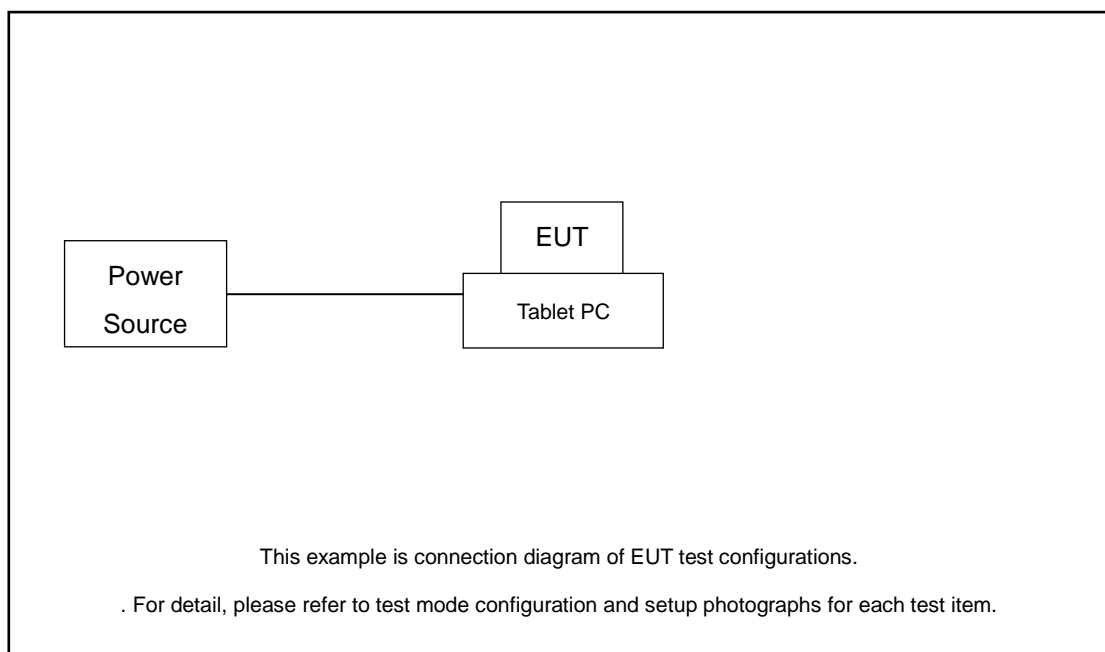 EUT
Power
Source
Tablet PC
This example is connection diagram of EUT test configurations.
. For detail, please refer to test mode configuration and setup photographs for each test item.